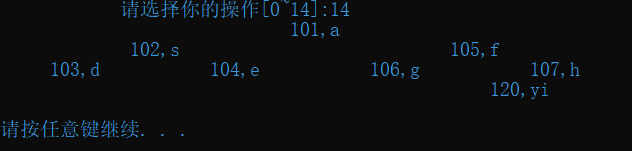 请选择你的操作[0~14]:14
101,a
102,s 105,f
103,d 104,e 106,g 107,h
120,yi
请按任意键继续. . .